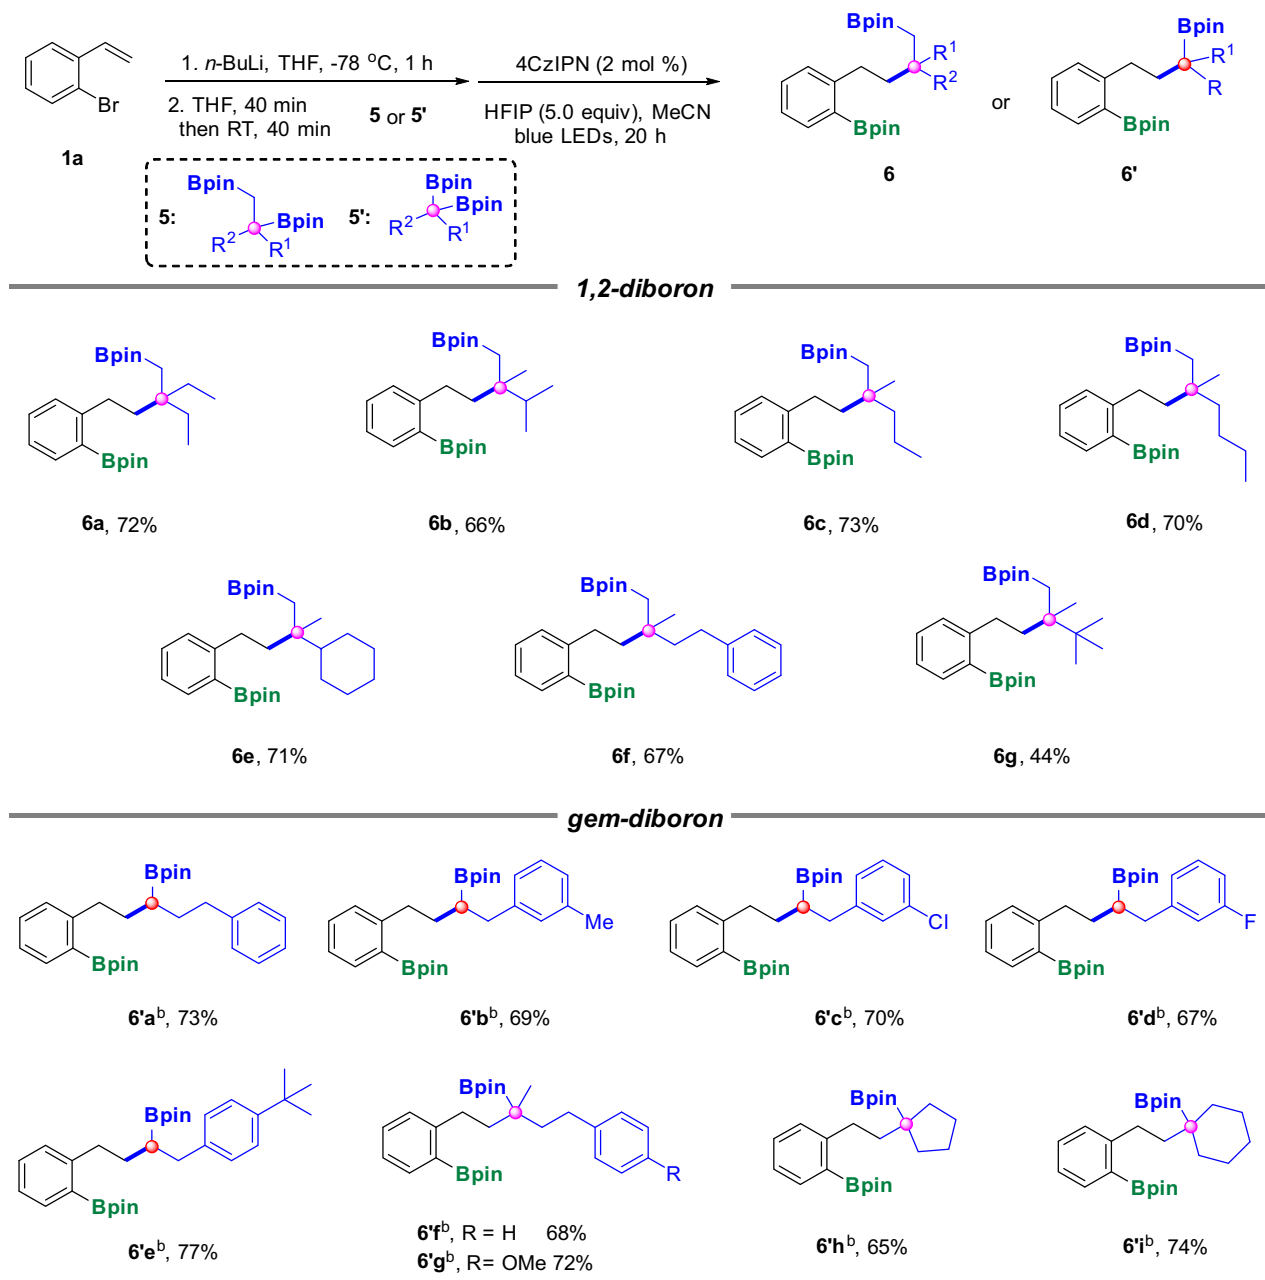 Br
1a
1. n-BuLi, THF, -78 °C, 1 h
2. THF, 40 min
then RT, 40 min
5 or 5'
4CzIPN (2 mol %)
HFIP (5.0 equiv), MeCN
blue LEDs, 20 h
Bpin
R1
R2
Bpin
6
or
Bpin
R1
R
Bpin
6'
5:
Bpin
Bpin
R2
R1
5':
Bpin
Bpin
R2
R1
1,2-diboron
Bpin
Bpin
6a, 72%
Bpin
Bpin
6b, 66%
Bpin
Bpin
6c, 73%
Bpin
Bpin
6d, 70%
Bpin
Bpin
6e, 71%
Bpin
Bpin
6f, 67%
Bpin
Bpin
6g, 44%
gem-diboron
Bpin
Bpin
6'ab, 73%
Bpin
Me
Bpin
6'bb, 69%
Bpin
Cl
Bpin
6'cb, 70%
Bpin
F
Bpin
6'db, 67%
Bpin
Bpin
6'eb, 77%
Bpin
Bpin
R
6'fb, R = H 68%
6'gb, R= OMe 72%
Bpin
Bpin
6'hb, 65%
Bpin
Bpin
6'ib, 74%